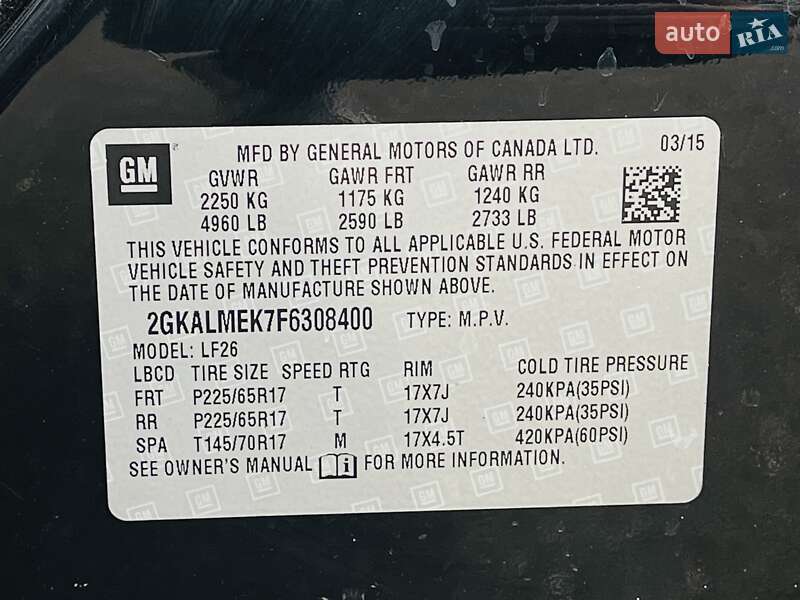 auto RIA.com
GM MFD BY GENERAL MOTORS OF CANADA LTD. 03/15
GVWR GAWR FRT GAWR RR
2250 KG 1175 KG 1240 KG
4960 LB 2590 LB 2733 LB
THIS VEHICLE CONFORMS TO ALL APPLICABLE U.S. FEDERAL MOTOR
VEHICLE SAFETY AND THEFT PREVENTION STANDARDS IN EFFECT ON
THE DATE OF MANUFACTURE SHOWN ABOVE.
2GKALMEK7F6308400 TYPE: M.P.V.
MODEL: LF26
LBCD TIRE SIZE SPEED RTG RIM COLD TIRE PRESSURE
FRT P225/65R17 T 17X7J 240KPA(35PSI)
RR P225/65R17 T 17X7J 240KPA(35PSI)
SPA T145/70R17 M 17X4.5T 420KPA(60PSI)
SEE OWNER'S MANUAL FOR MORE INFORMATION.